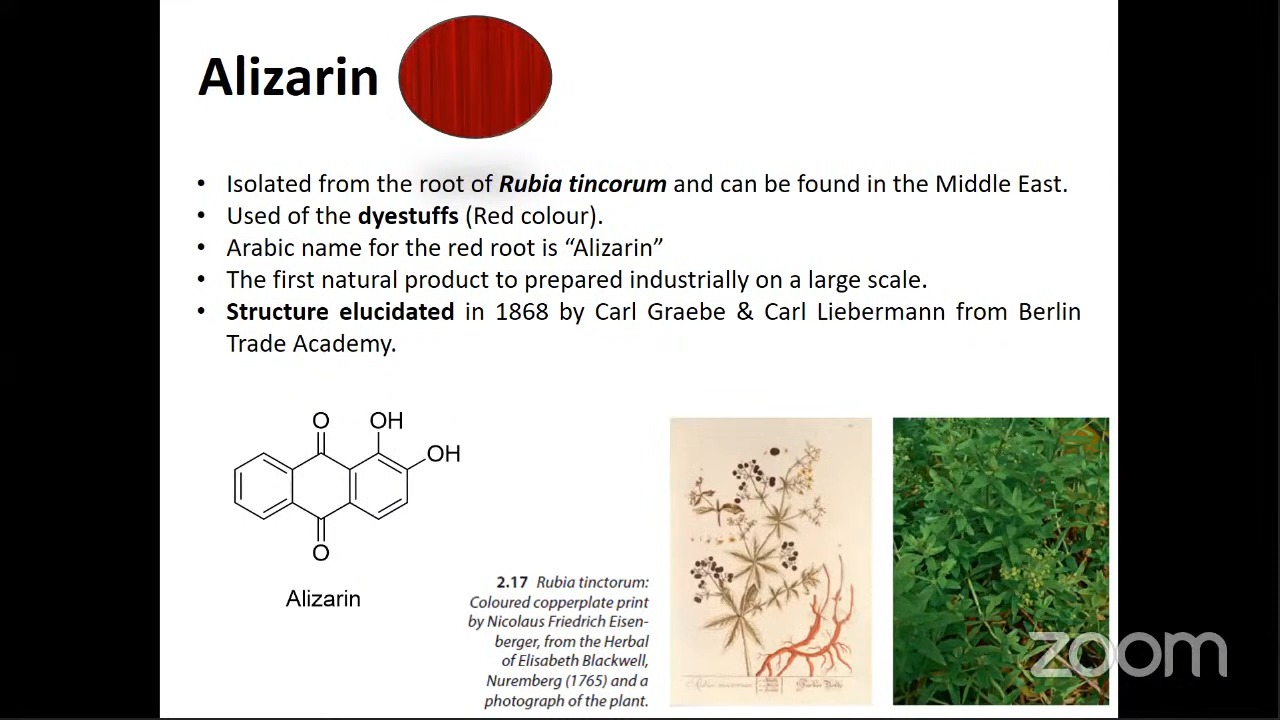 Alizarin
• Isolated from the root of Rubia tincorum and can be found in the Middle East.
• Used of the dyestuffs (Red colour).
• Arabic name for the red root is “Alizarin”
• The first natural product to prepared industrially on a large scale.
• Structure elucidated in 1868 by Carl Graebe & Carl Liebermann from Berlin
Trade Academy.
O
OH
OH
O
Alizarin
2.17 Rubia tinctorum:
Coloured copperplate print
by Nicolaus Friedrich Eisen-
berger, from the Herbal
of Elisabeth Blackwell,
Nuremberg (1765) and a
photograph of the plant.
zoom